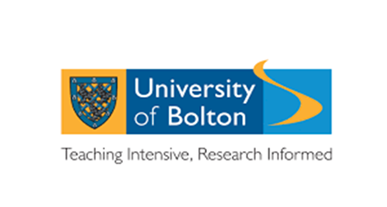 University
of Bolton
Teaching Intensive, Research Informed